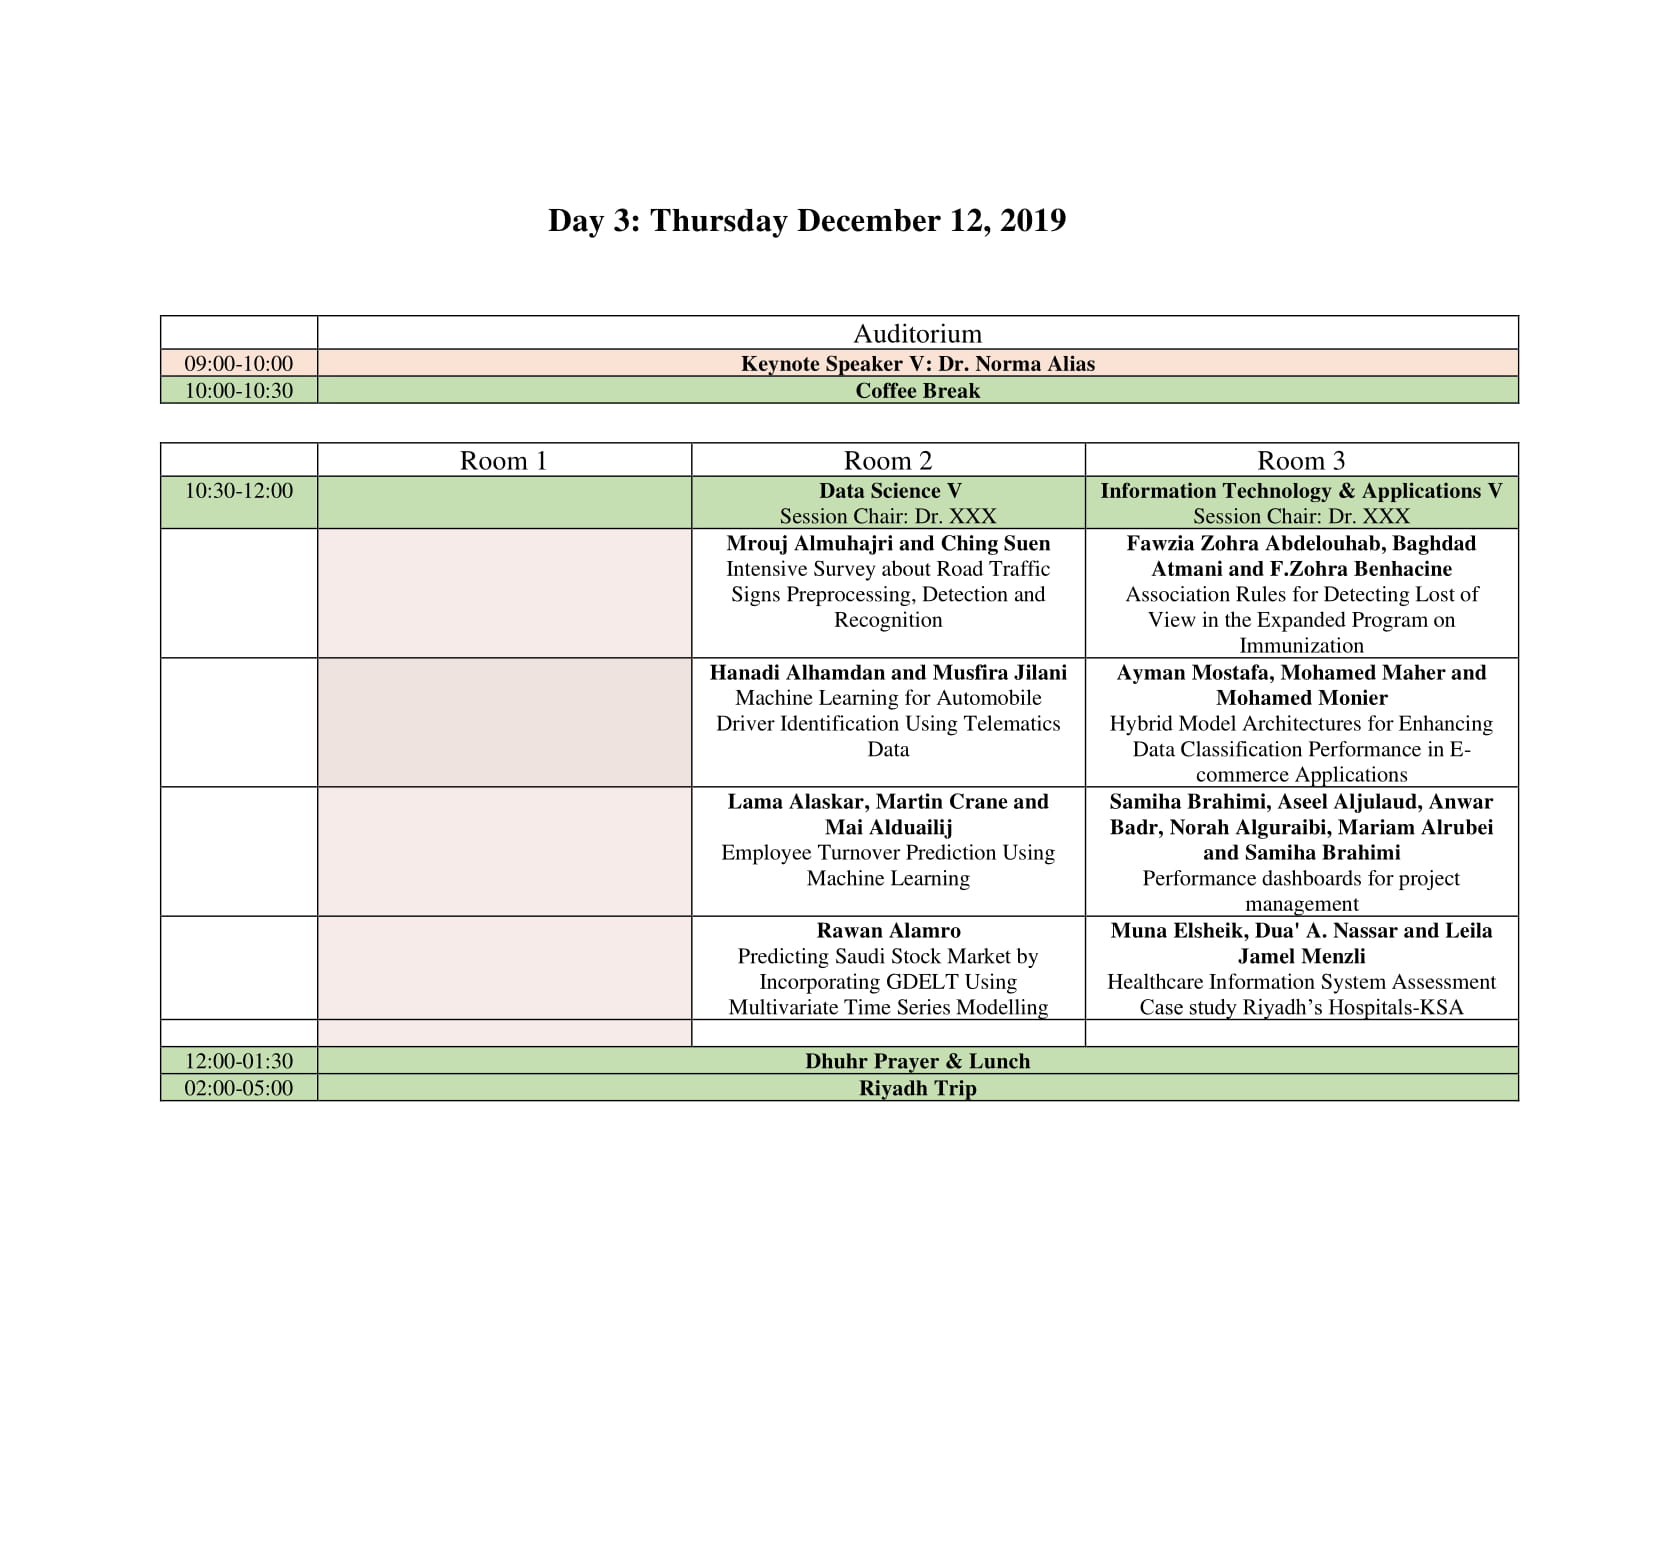 Day 3: Thursday December 12, 2019
Auditorium
09:00-10:00 Keynote Speaker V: Dr. Norma Alias
10:00-10:30 Coffee Break
Room 1 Room 2 Room 3
10:30-12:00
Data Science V
Session Chair: Dr. XXX
Information Technology & Applications V
Session Chair: Dr. XXX
Mrouj Almuhajri and Ching Suen
Intensive Survey about Road Traffic
Signs Preprocessing, Detection and
Recognition
Fawzia Zohra Abdelouhab, Baghdad
Atmani and F.Zohra Benhacine
Association Rules for Detecting Lost of
View in the Expanded Program on
Immunization
Hanadi Alhamdan and Musfira Jilani
Machine Learning for Automobile
Driver Identification Using Telematics
Data
Ayman Mostafa, Mohamed Maher and
Mohamed Monier
Hybrid Model Architectures for Enhancing
Data Classification Performance in E-
commerce Applications
Lama Alaskar, Martin Crane and
Mai Alduailij
Employee Turnover Prediction Using
Machine Learning
Samiha Brahimi, Aseel Aljulaud, Anwar
Badr, Norah Alguraibi, Mariam Alrubei
and Samiha Brahimi
Performance dashboards for project
management
Rawan Alamro
Predicting Saudi Stock Market by
Incorporating GDELT Using
Multivariate Time Series Modelling
Muna Elsheik, Dua' A. Nassar and Leila
Jamel Menzli
Healthcare Information System Assessment
Case study Riyadh’s Hospitals-KSA
12:00-01:30 Dhuhr Prayer & Lunch
02:00-05:00 Riyadh Trip